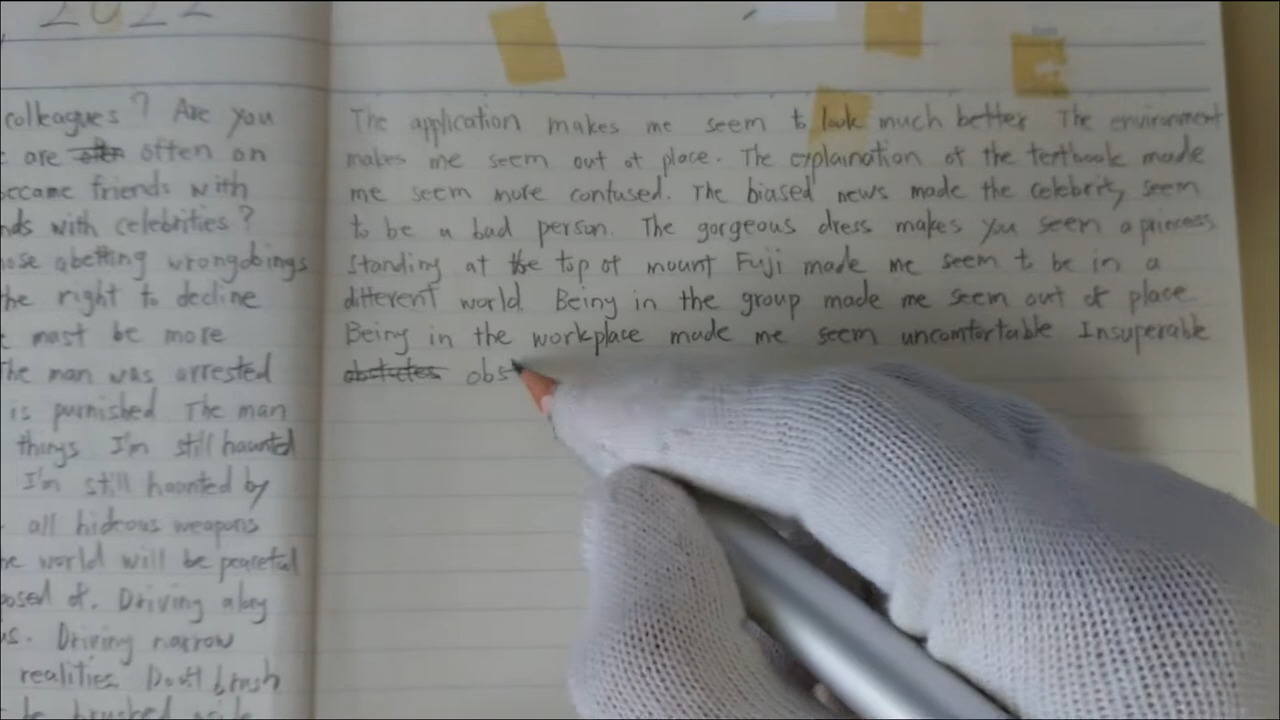 2022
colleagues? Are you
are often often on
became friends with
with celebrities?
abetting wrongdoings
the right to decline
must be more
The man was arrested
is purnished The man
things I'm still haunted
I'm still haunted by
all hideous weapons
world will be peaceful
of. Driving along
Driving narrow
realities Don't brush
be brushed aside
The application makes me seem to look much better The environment
makes me seem out of place. The explaination of the textbook made
me seem more confused. The biased news made the celebrity seem
to be a bad person. The gorgeous dress makes you seem a princess
Standing at the top of mount Fuji made me seem to be in a
different world. Being in the group made me seem out of place
Being in the workplace made me seem uncomfortable Insuperable
obs